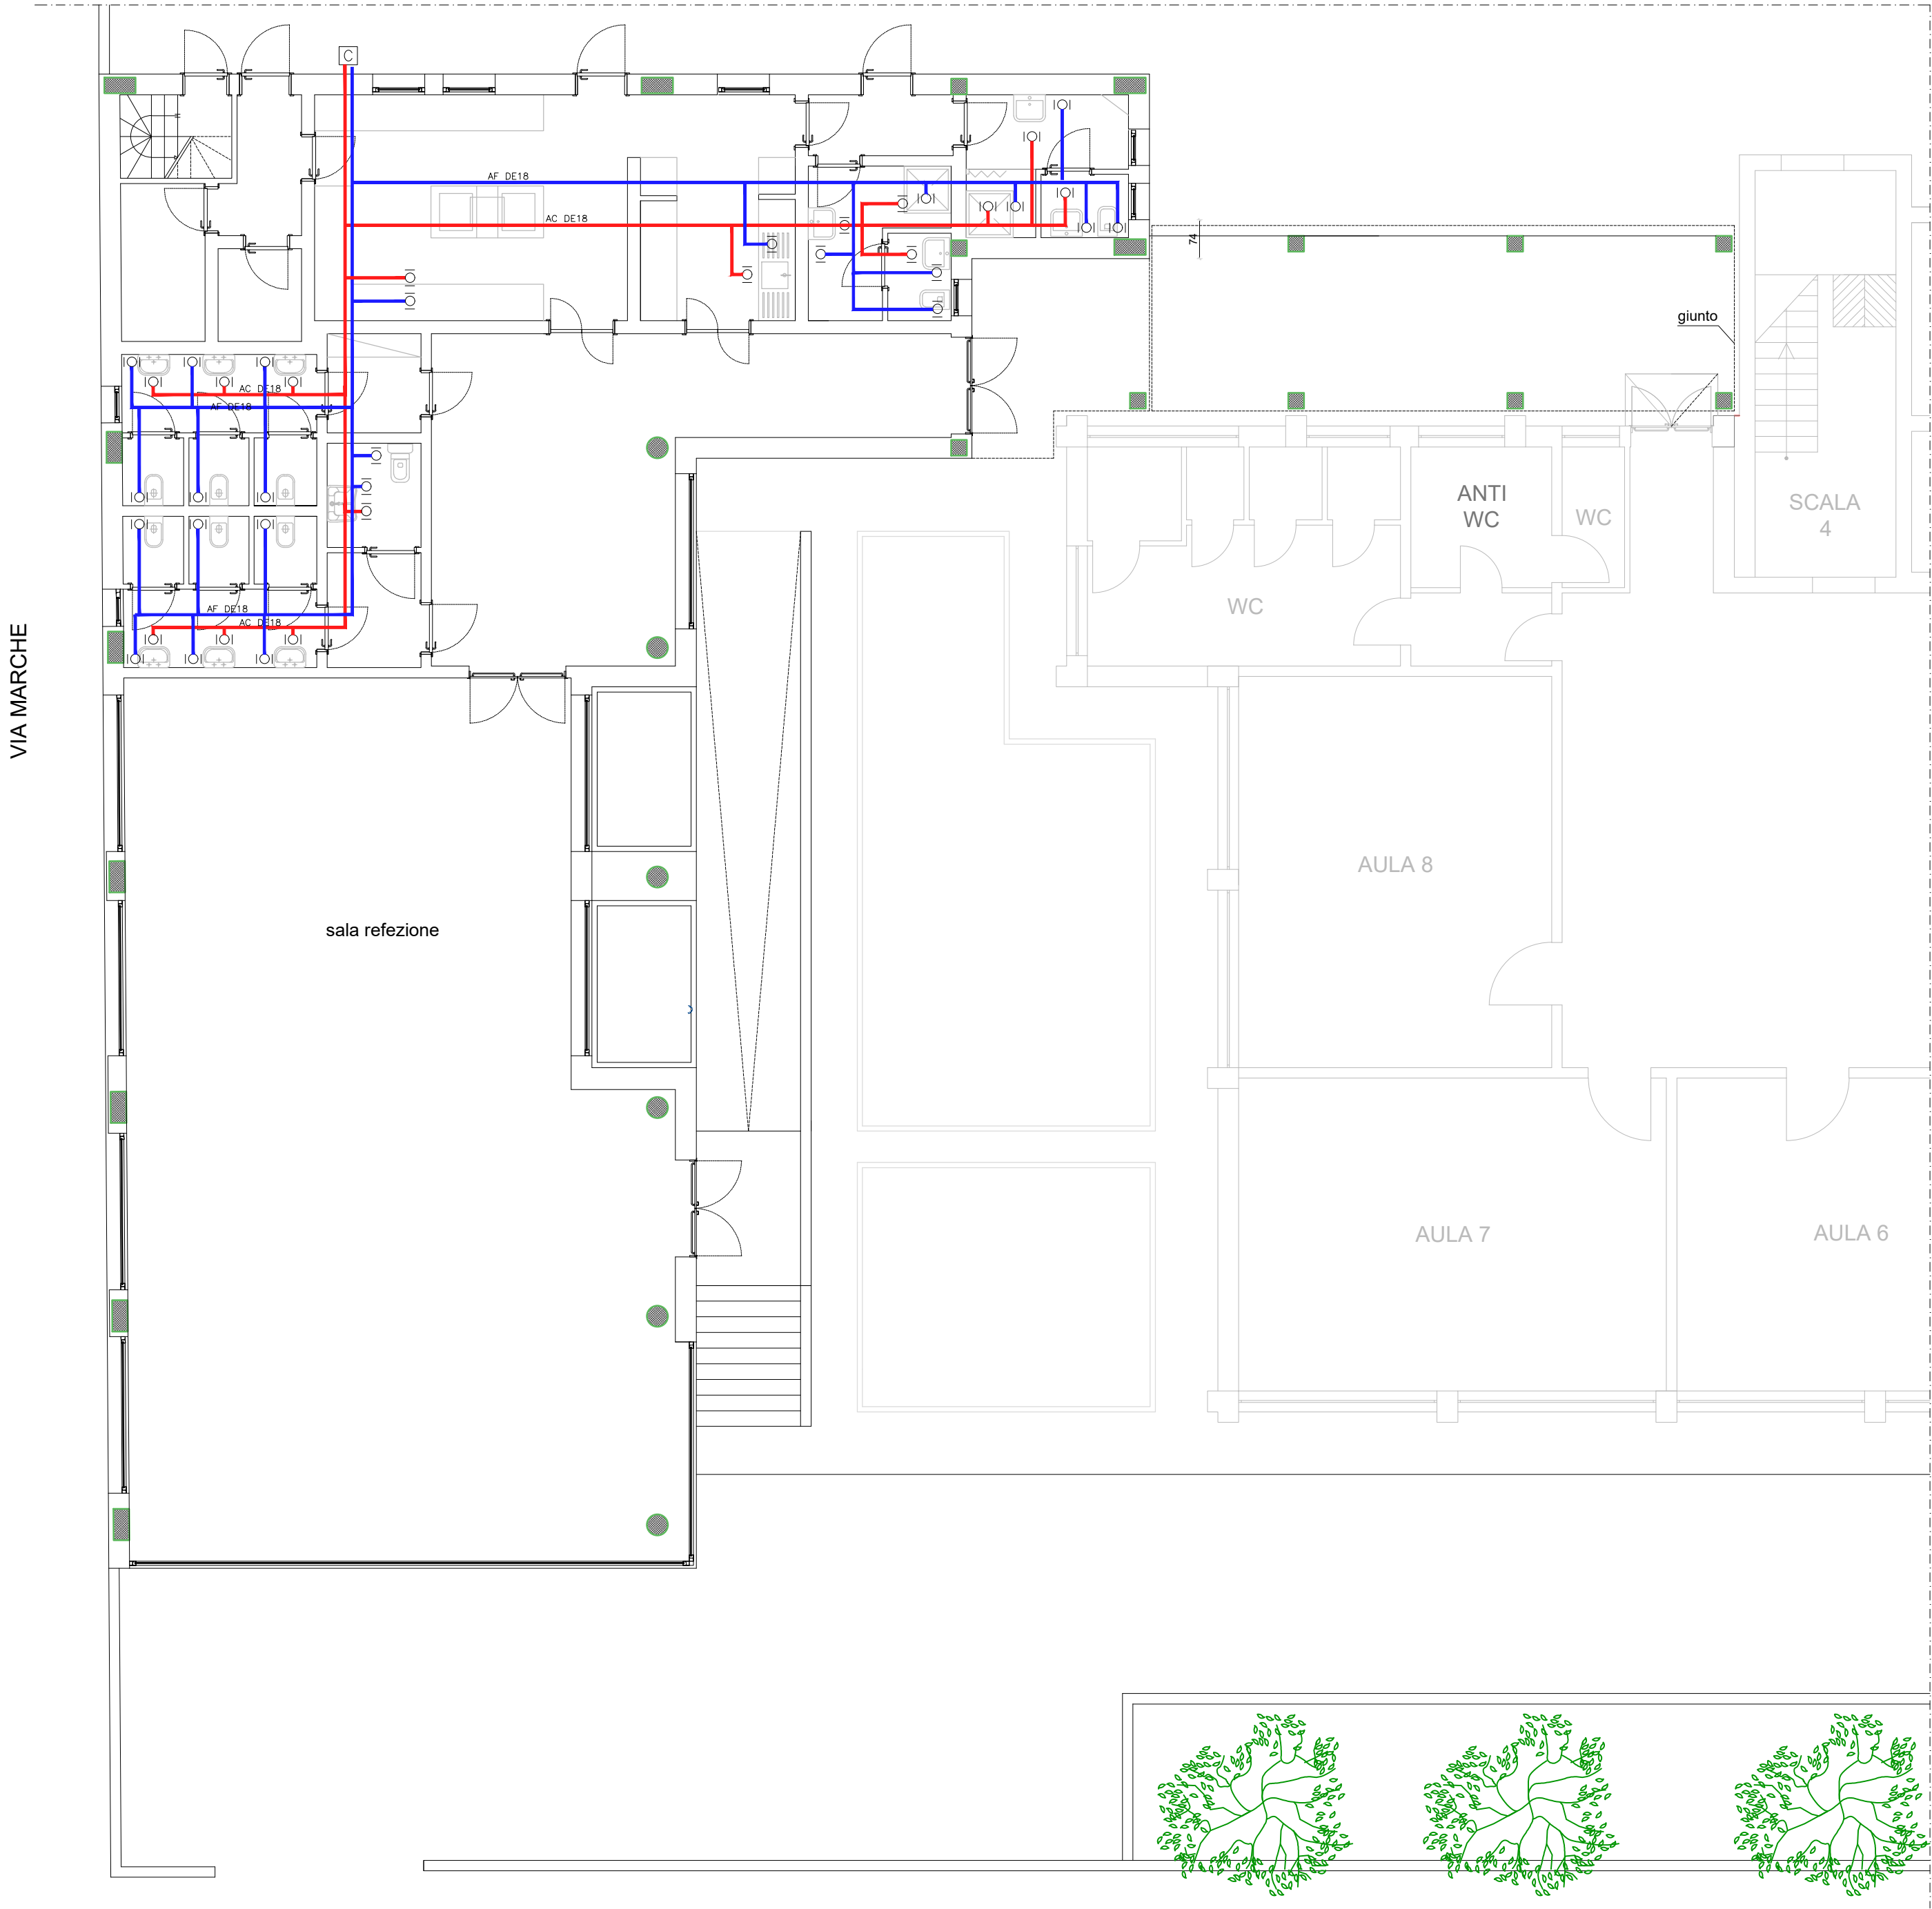 C
AF DE18
AC DE18
74
giunto
AC DE18
AF DE18
ANTI
WC
WC
SCALA
4
WC
AF DE18
AC DE18
VIA MARCHE
AULA 8
sala refezione
AULA 7
AULA 6